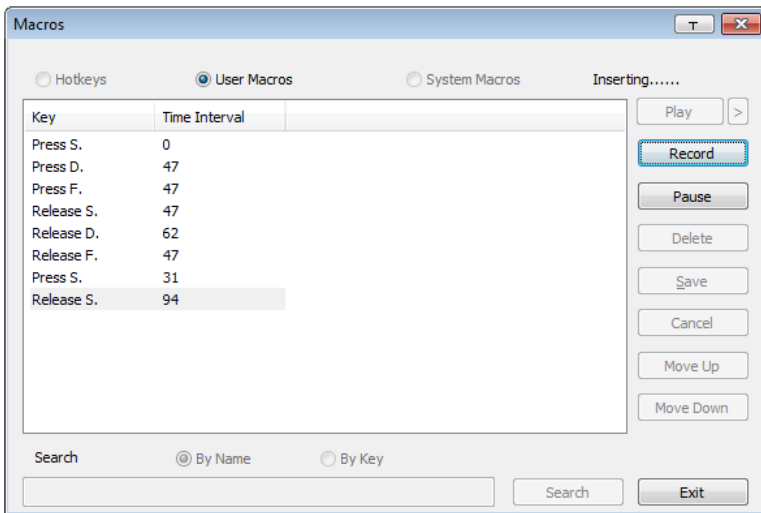 Macros
Hotkeys User Macros System Macros Inserting......
Key Time Interval
Play >
Press S. 0
Record
Press D. 47
Press F. 47
Pause
Release S. 47
Release D. 62
Delete
Release F. 47
Press S. 31
Save
Release S. 94
Cancel
Move Up
Move Down
Search By Name By Key
Search Exit